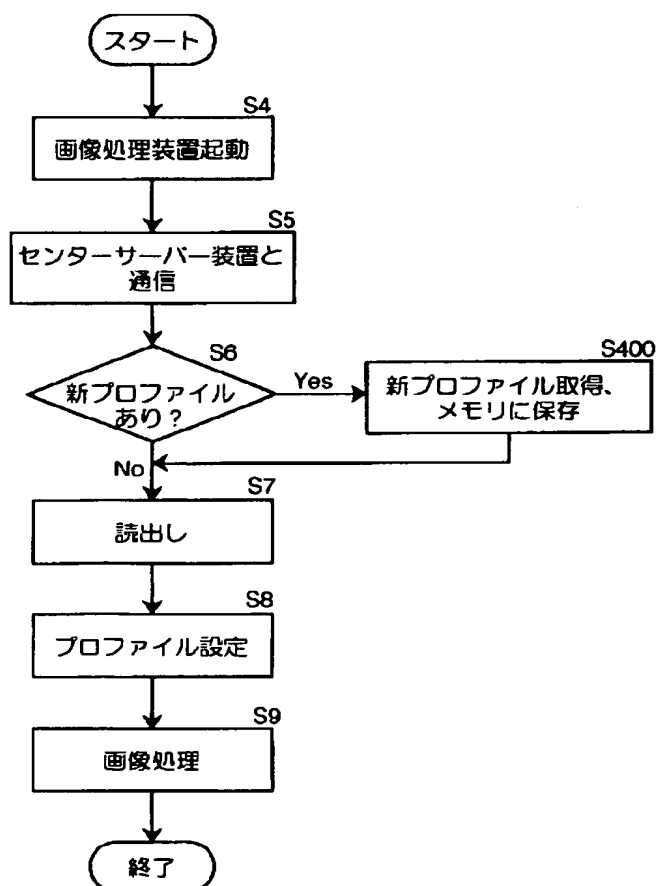 スタート
S4
画像処理装置起動
S5
センターサーバー装置と
通信
S6
新プロファイル
あり？
Yes
S400
新プロファイル取得、
メモリに保存
No
S7
読出し
S8
プロファイル設定
S9
画像処理
終了